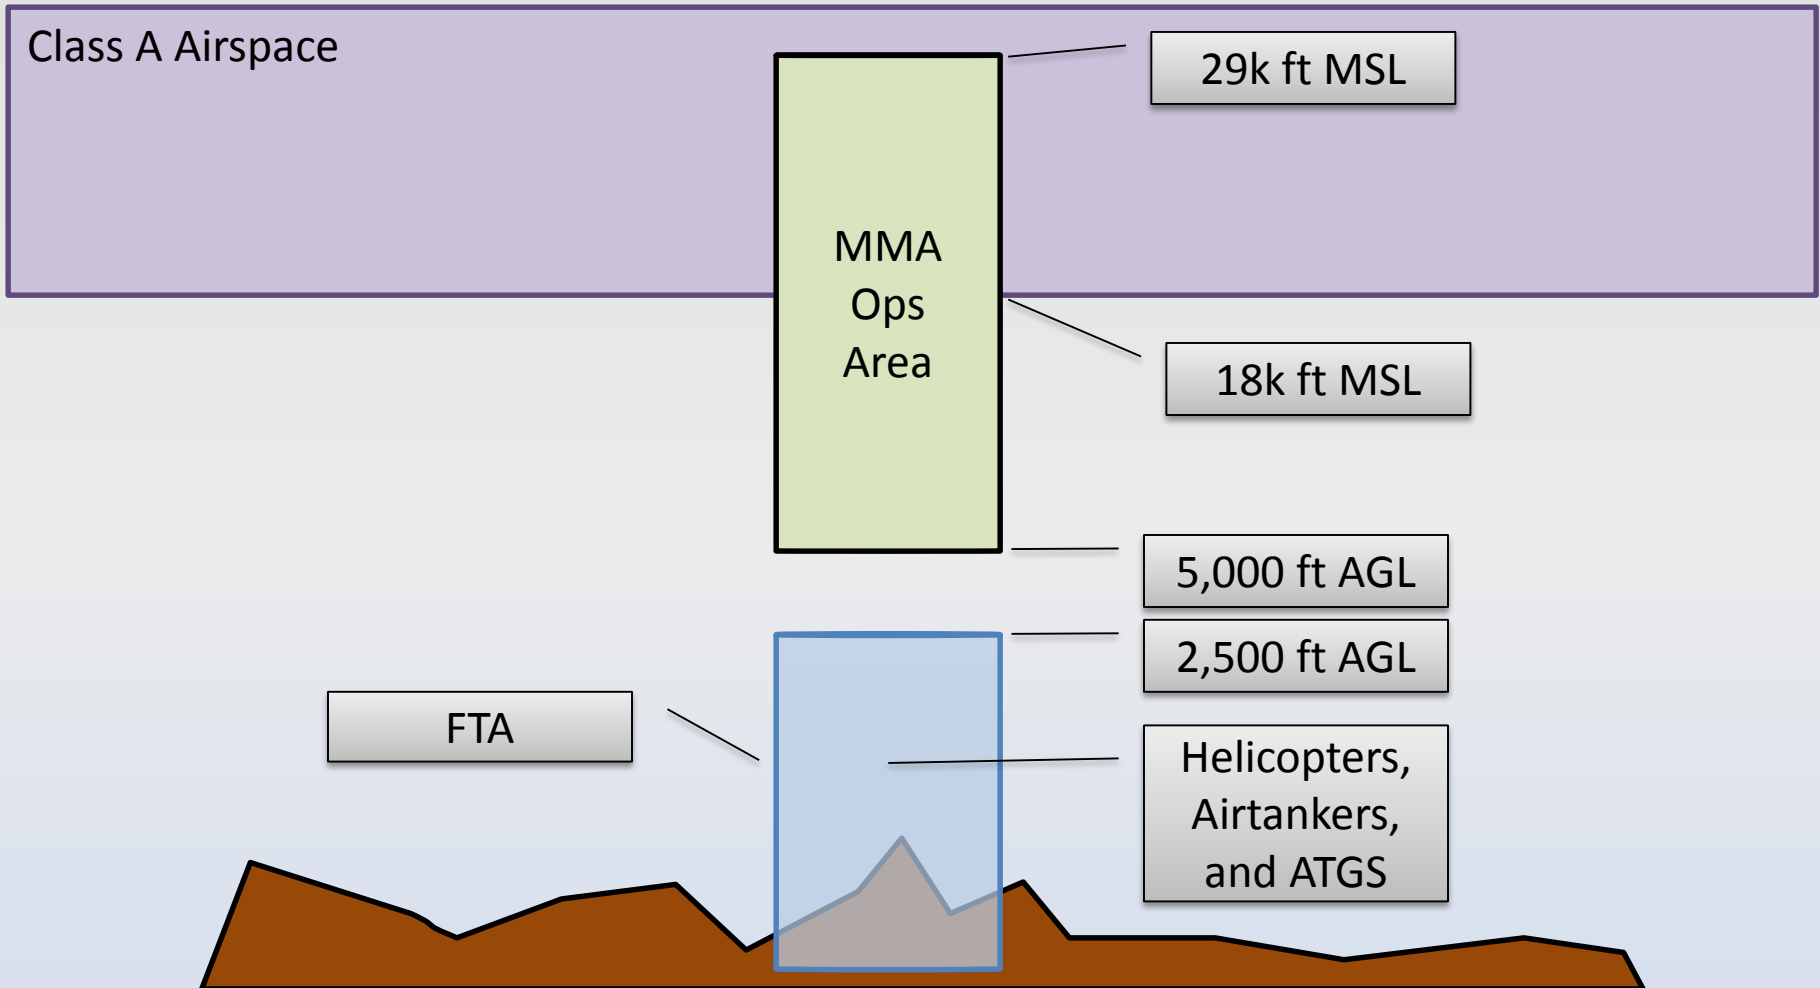 Class A Airspace
29k ft MSL
MMA
Ops
Area
18k ft MSL
5,000 ft AGL
2,500 ft AGL
FTA
Helicopters,
Airtankers,
and ATGS